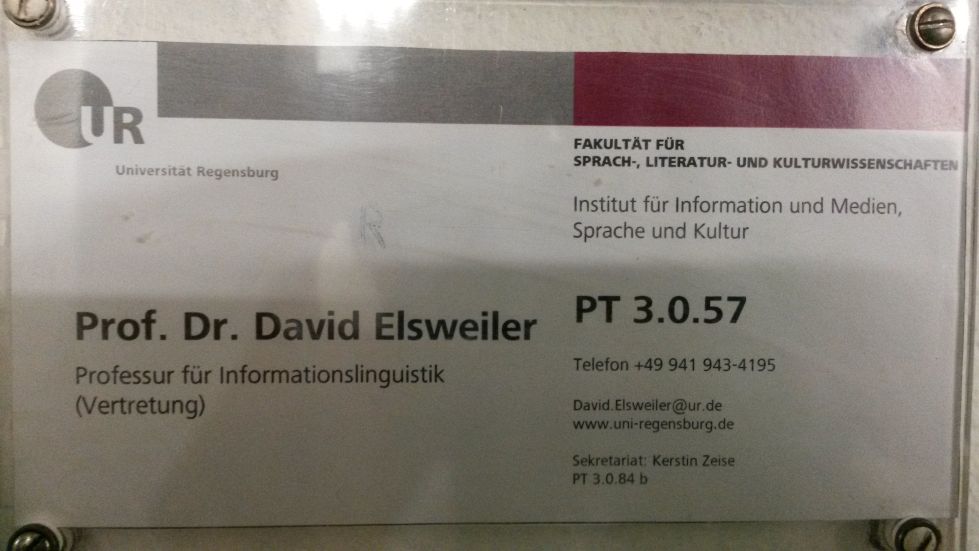 UR
Universität Regensburg
FAKULTÄT FÜR
SPRACH-, LITERATUR- UND KULTURWISSENSCHAFTEN
Institut für Information und Medien,
Sprache und Kultur
Prof. Dr. David Elsweiler
Professur für Informationslinguistik
(Vertretung)
PT 3.0.57
Telefon +49 941 943-4195
David.Elsweiler@ur.de
www.uni-regensburg.de
Sekretariat: Kerstin Zeise
PT 3.0.84 b